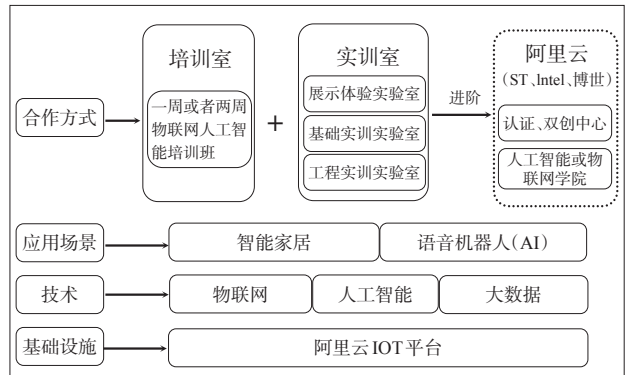 培训室
一周或者两周
物联网人工智
能培训班
+
实训室
展示体验实验室
基础实训实验室
工程实训实验室
进阶
阿里云
(ST、lntel、博世)
认证、双创中心
人工智能或物
联网学院
合作方式
应用场景
智能家居
语音机器人(AI)
技术
物联网
人工智能
大数据
基础设施
阿里云IOT平台